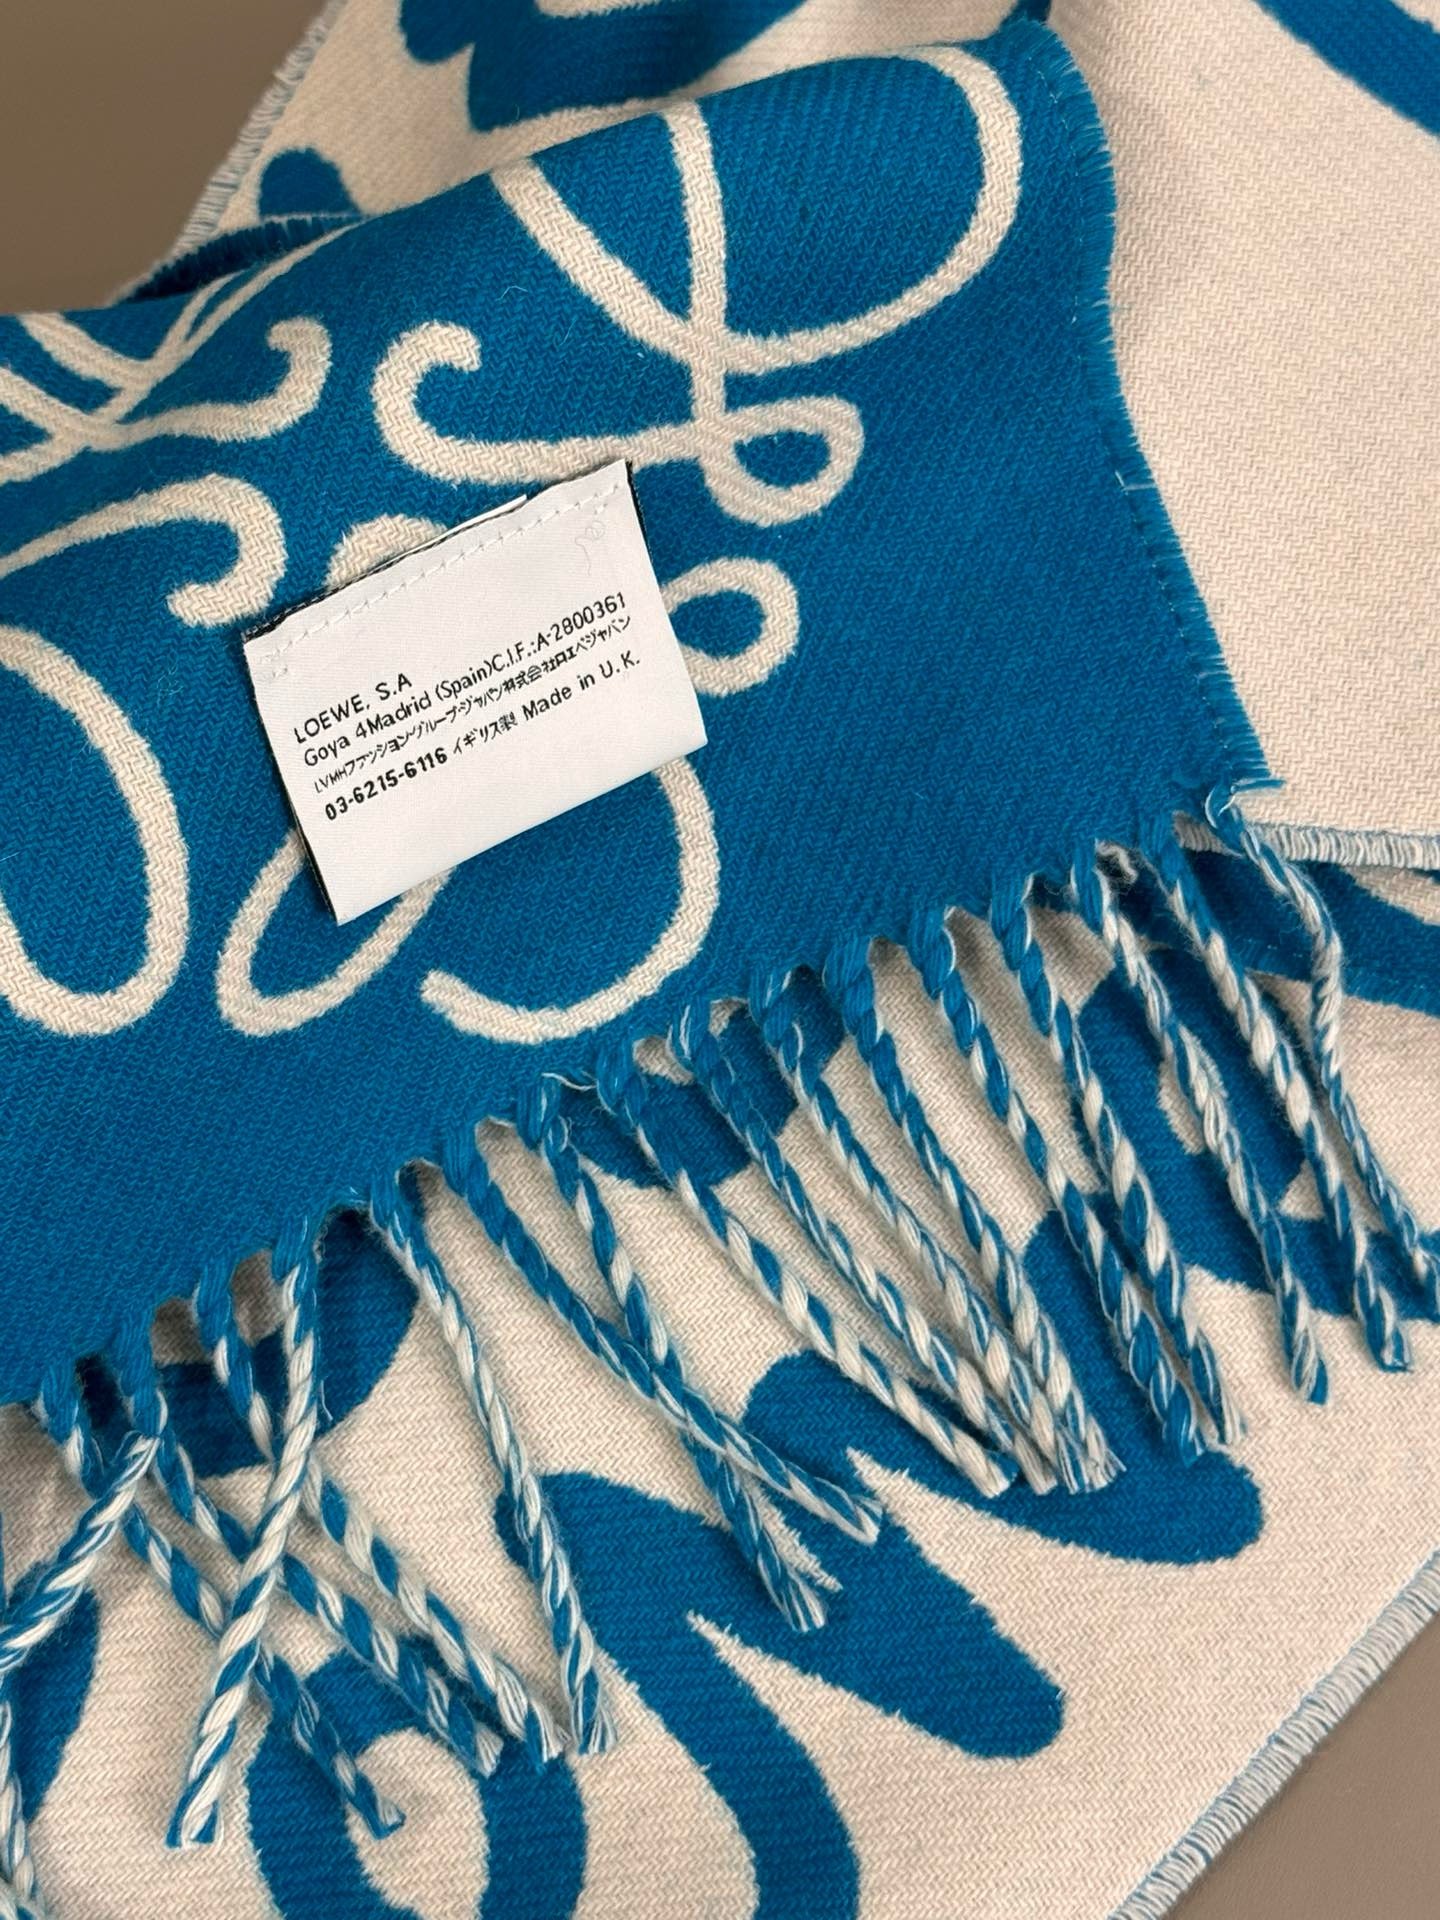 LOEWE, S.A
Goya 4Madrid (Spain)C.I.F.:A-2800361
LVMHファッション・グループ・ジャパン株式会社ロエベジャパン
03-6215-6116 イギリス製 Made in U.K.